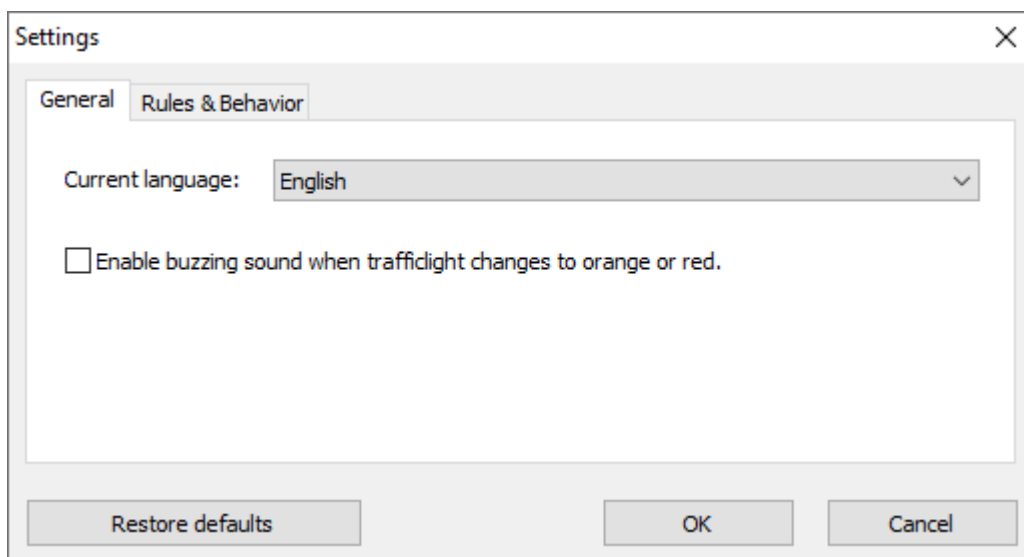 Settings
General Rules & Behavior
Current language: English
Enable buzzing sound when trafficlight changes to orange or red.
Restore defaults OK Cancel